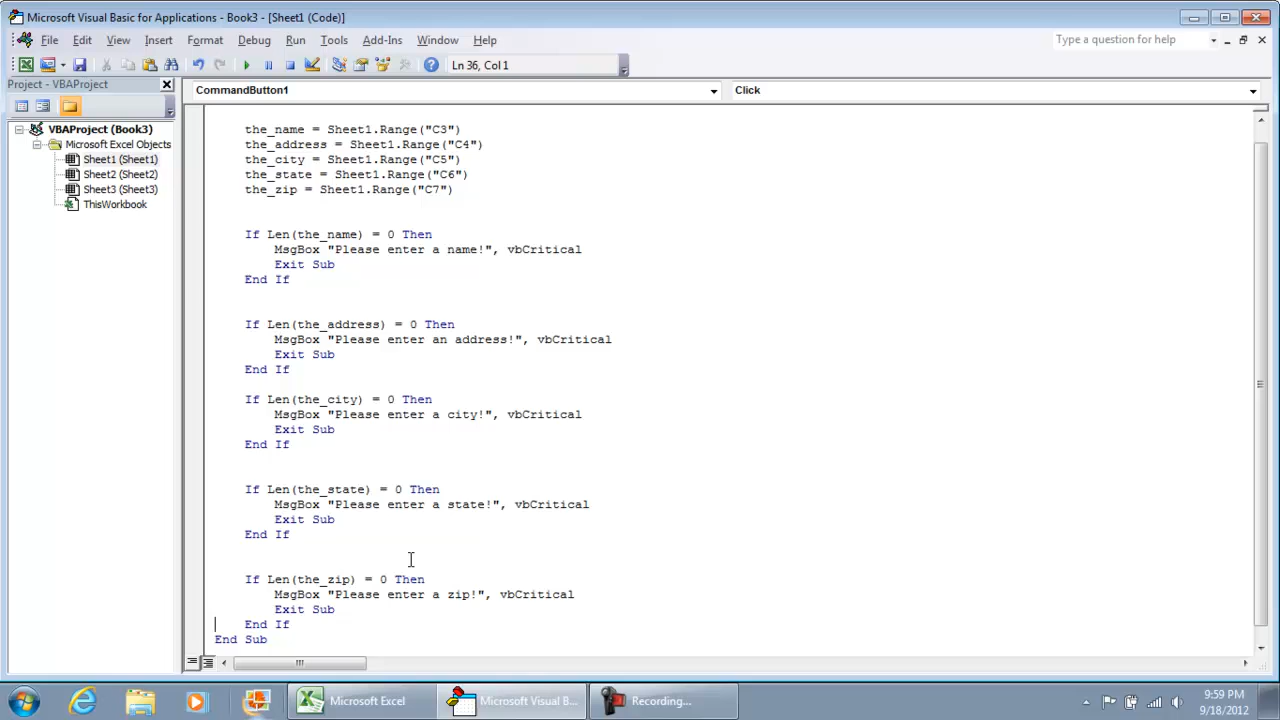 Microsoft Visual Basic for Applications - Book3 - [Sheet1 (Code)]
File Edit View Insert Format Debug Run Tools Add-Ins Window Help
Type a question for help
Ln 36, Col 1
Project - VBAProject
CommandButton1
Click
VBAProject (Book3)
Microsoft Excel Objects
Sheet1 (Sheet1)
Sheet2 (Sheet2)
Sheet3 (Sheet3)
ThisWorkbook
the_name = Sheet1.Range("C3")
the_address = Sheet1.Range("C4")
the_city = Sheet1.Range("C5")
the_state = Sheet1.Range("C6")
the_zip = Sheet1.Range("C7")
If Len(the_name) = 0 Then
MsgBox "Please enter a name!", vbCritical
Exit Sub
End If
If Len(the_address) = 0 Then
MsgBox "Please enter an address!", vbCritical
Exit Sub
End If
If Len(the_city) = 0 Then
MsgBox "Please enter a city!", vbCritical
Exit Sub
End If
If Len(the_state) = 0 Then
MsgBox "Please enter a state!", vbCritical
Exit Sub
End If
If Len(the_zip) = 0 Then
MsgBox "Please enter a zip!", vbCritical
Exit Sub
End If
End Sub
Microsoft Excel
Microsoft Visual B...
Recording...
9:59 PM
9/18/2012